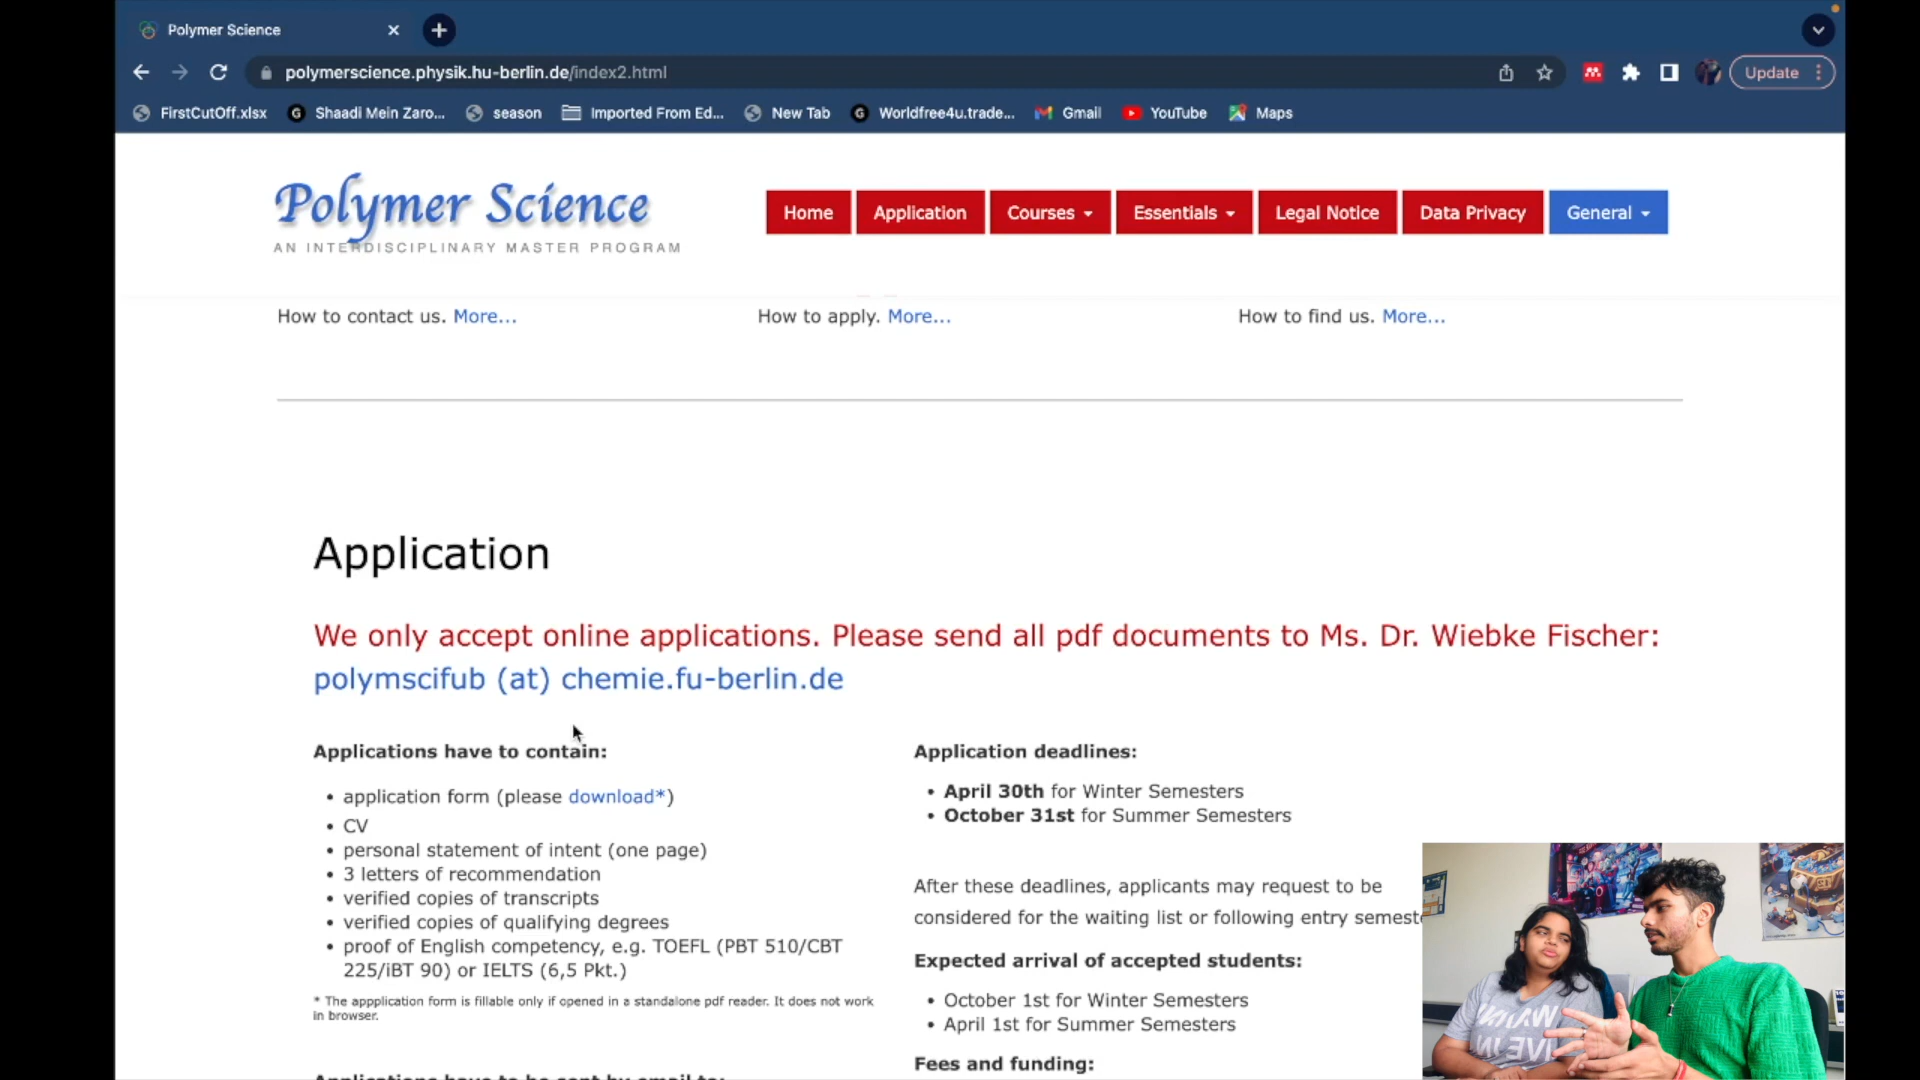 Polymer Science
Update
polymerscience.physik.hu-berlin.de/index2.html
FirstCutOff.xlsx
Shaadi Mein Zaro...
season
Imported From Ed...
New Tab
Worldfree4u.trade...
Gmail
YouTube
Maps
Polymer Science
AN INTERDISCIPLINARY MASTER PROGRAM
Home
Application
Courses
Essentials
Legal Notice
Data Privacy
General
How to contact us. More...
How to apply. More...
How to find us. More...
Application
We only accept online applications. Please send all pdf documents to Ms. Dr. Wiebke Fischer:
polymscifub (at) chemie.fu-berlin.de
Applications have to contain:
• application form (please download*)
• CV
• personal statement of intent (one page)
• 3 letters of recommendation
• verified copies of transcripts
• verified copies of qualifying degrees
• proof of English competency, e.g. TOEFL (PBT 510/CBT
225/iBT 90) or IELTS (6,5 Pkt.)
* The appplication form is fillable only if opened in a standalone pdf reader. It does not work
in browser.
Applications have to be sent by email to:
Application deadlines:
• April 30th for Winter Semesters
• October 31st for Summer Semesters
After these deadlines, applicants may request to be
considered for the waiting list or following entry semest
Expected arrival of accepted students:
• October 1st for Winter Semesters
• April 1st for Summer Semesters
Fees and funding: